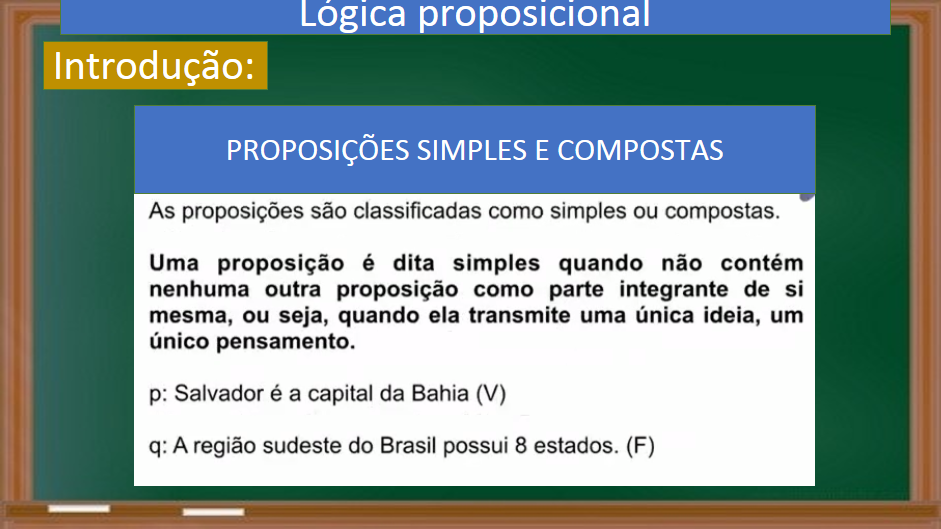 Lógica proposicional
Introdução:
PROPOSIÇÕES SIMPLES E COMPOSTAS
As proposições são classificadas como simples ou compostas.
Uma proposição é dita simples quando não contém
nenhuma outra proposição como parte integrante de si
mesma, ou seja, quando ela transmite uma única ideia, um
único pensamento.
p: Salvador é a capital da Bahia (V)
q: A região sudeste do Brasil possui 8 estados. (F)